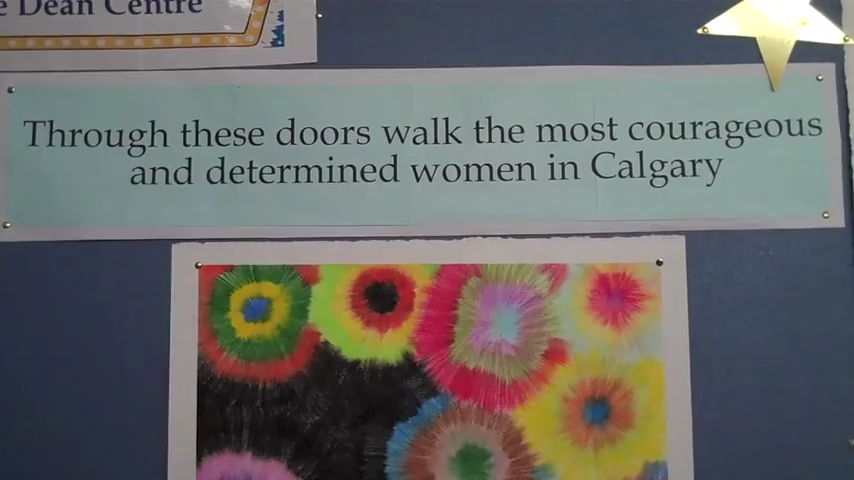 Dean Centre
Through these doors walk the most courageous
and determined women in Calgary